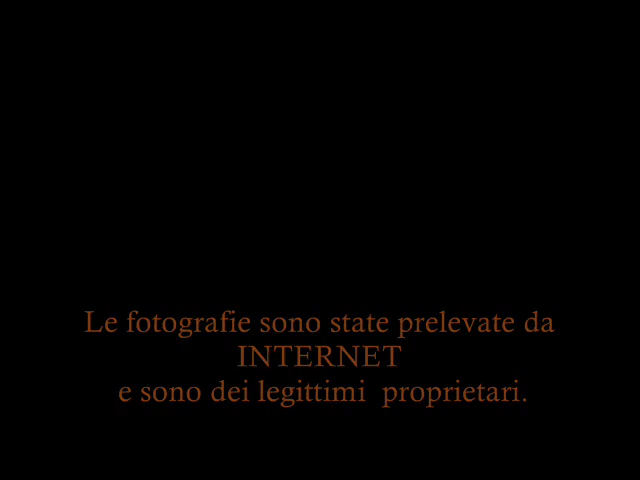 Le fotografie sono state prelevate da
INTERNET
e sono dei legittimi  proprietari.